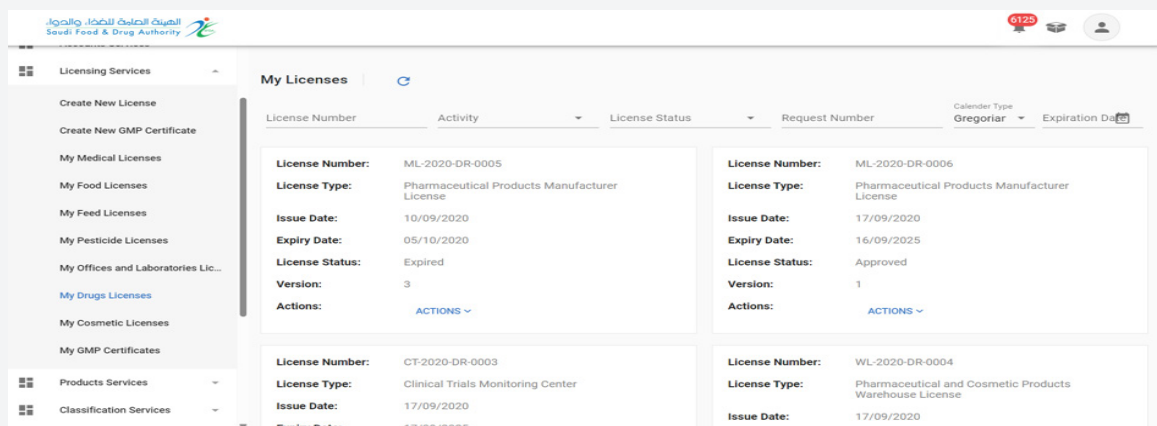 الهيئة العامة للغذاء والدواء
Saudi Food & Drug Authority
6125
Accounts Services
Licensing Services
Create New License
Create New GMP Certificate
My Medical Licenses
My Food Licenses
My Feed Licenses
My Pesticide Licenses
My Offices and Laboratories Lic...
My Drugs Licenses
My Cosmetic Licenses
My GMP Certificates
Products Services
Classification Services
My Licenses
License Number
Activity
License Status
Request Number
Calender Type
Gregoriar
Expiration Date
License Number: ML-2020-DR-0005
License Type: Pharmaceutical Products Manufacturer
License
Issue Date: 10/09/2020
Expiry Date: 05/10/2020
License Status: Expired
Version: 3
Actions: ACTIONS
License Number: ML-2020-DR-0006
License Type: Pharmaceutical Products Manufacturer
License
Issue Date: 17/09/2020
Expiry Date: 16/09/2025
License Status: Approved
Version: 1
Actions: ACTIONS
License Number: CT-2020-DR-0003
License Type: Clinical Trials Monitoring Center
Issue Date: 17/09/2020
License Number: WL-2020-DR-0004
License Type: Pharmaceutical and Cosmetic Products
Warehouse License
Issue Date: 17/09/2020